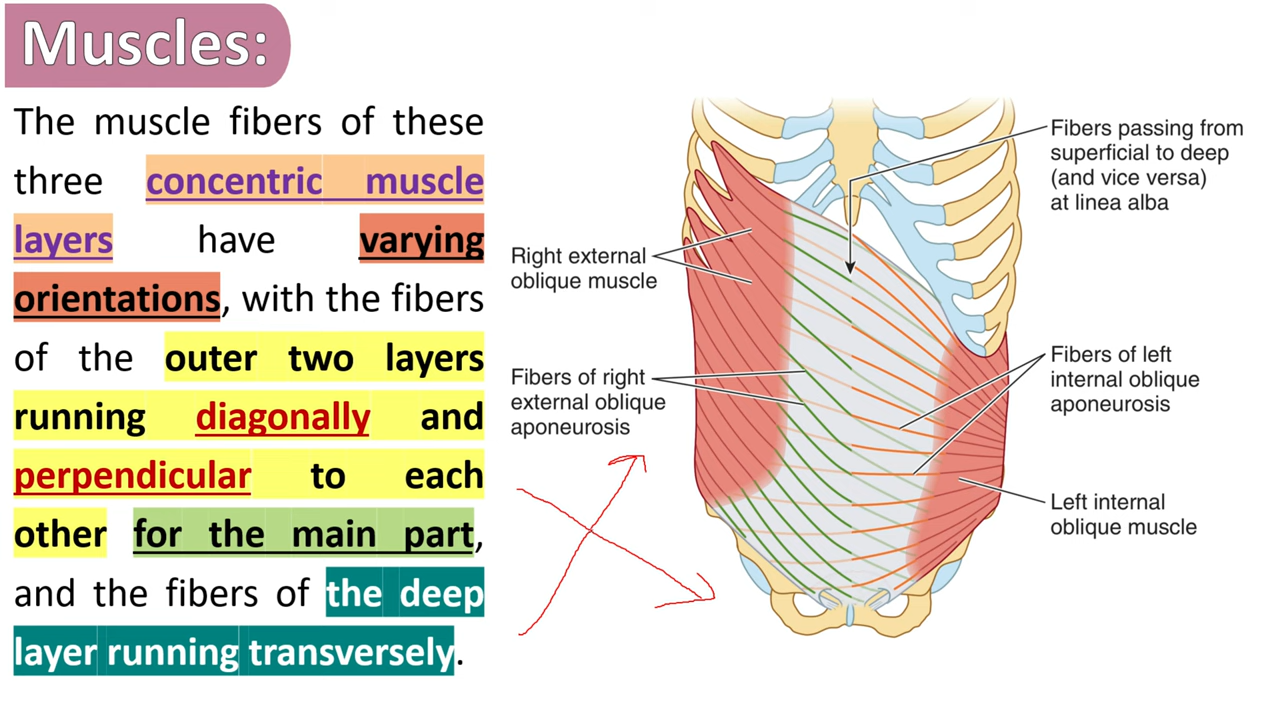 Muscles:
The muscle fibers of these
three concentric muscle
layers have varying
orientations, with the fibers
of the outer two layers
running diagonally and
perpendicular to each
other for the main part,
and the fibers of the deep
layer running transversely.
Right external
oblique muscle
Fibers of right
external oblique
aponeurosis
Fibers passing from
superficial to deep
(and vice versa)
at linea alba
Fibers of left
internal oblique
aponeurosis
Left internal
oblique muscle